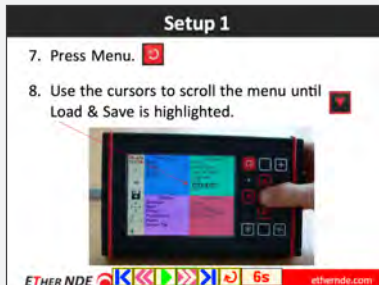 Setup 1
7. Press Menu.
8. Use the cursors to scroll the menu until
Load & Save is highlighted.
ETHER NDE
6s
ethernde.com